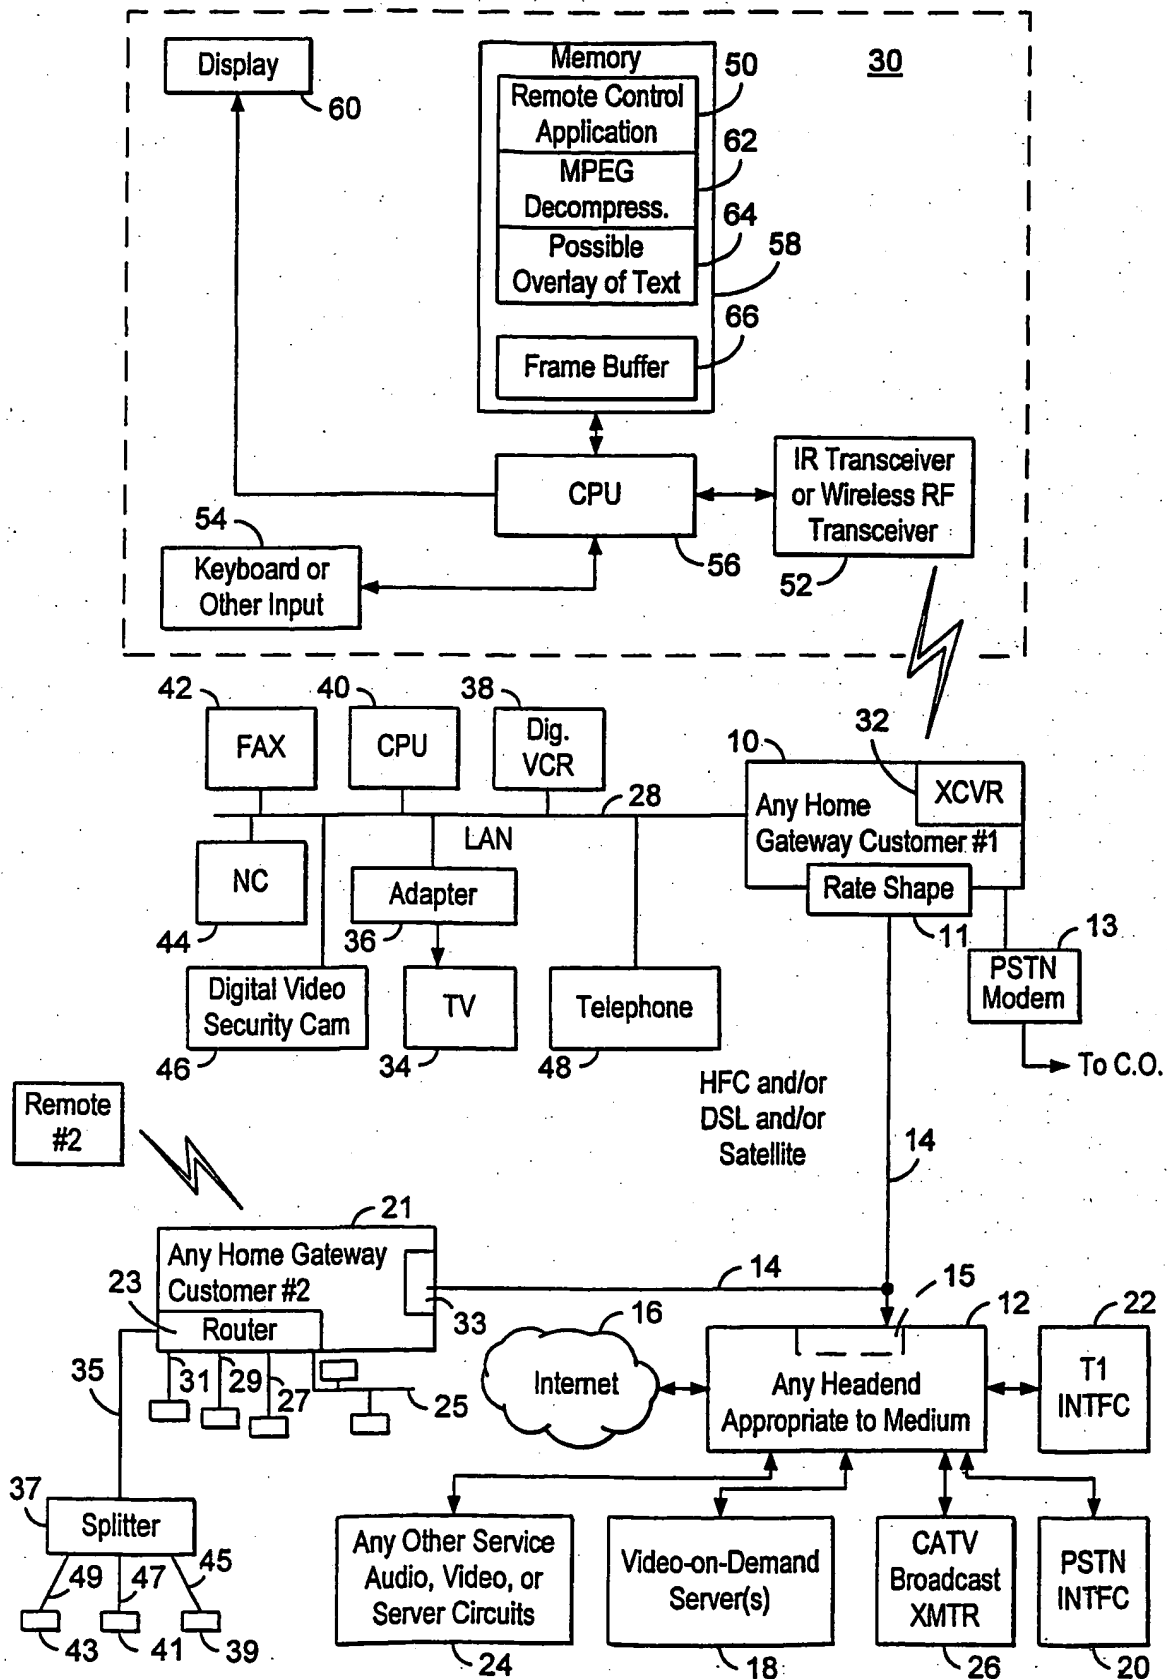 Display
60
Memory
50
30
Remote Control
Application
62
MPEG
Decompress.
64
Possible
Overlay of Text
58
66
Frame Buffer
CPU
56
IR Transceiver
or Wireless RF
Transceiver
52
54
Keyboard or
Other Input
42
FAX
40
CPU
38
Dig.
VCR
28
LAN
10
32
XCVR
Any Home
Gateway Customer #1
Rate Shape
11
13
PSTN
Modem
To C.O.
NC
44
Adapter
36
Digital Video
Security Cam
46
TV
34
Telephone
48
HFC and/or
DSL and/or
Satellite
14
Remote
#2
21
Any Home Gateway
Customer #2
23
Router
33
14
15
12
22
16
Internet
Any Headend
Appropriate to Medium
T1
INTFC
31
29
27
25
35
37
Splitter
49
47
45
43
41
39
Any Other Service
Audio, Video, or
Server Circuits
24
Video-on-Demand
Server(s)
18
CATV
Broadcast
XMTR
26
PSTN
INTFC
20